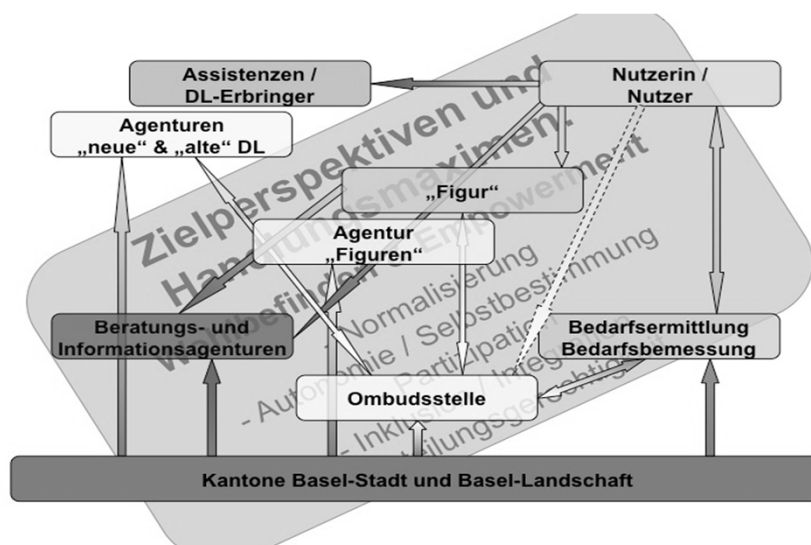 Assistenzen /
DL-Erbringer
Nutzerin /
Nutzer
Agenturen
„neue“ & „alte“ DL
„Figur“
Agentur
„Figuren“
Beratungs- und
Informationsagenturen
Bedarfsermittlung
Bedarfsbemessung
Ombudsstelle
Kantone Basel-Stadt und Basel-Landschaft
Zielperspektiven und
Handlungsmaximen:
Wohlbefinden & Empowerment
Normalisierung
- Autonomie / Selbstbestimmung
Partizipation
- Inklusion / Integration